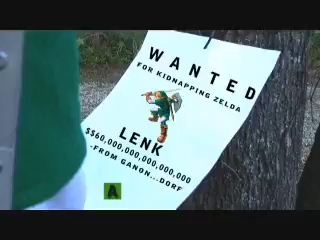 WANTED
FOR KIDNAPPING ZELDA
LENK
$$60,000,000,000,000,000
-FROM GANON...DORF
A